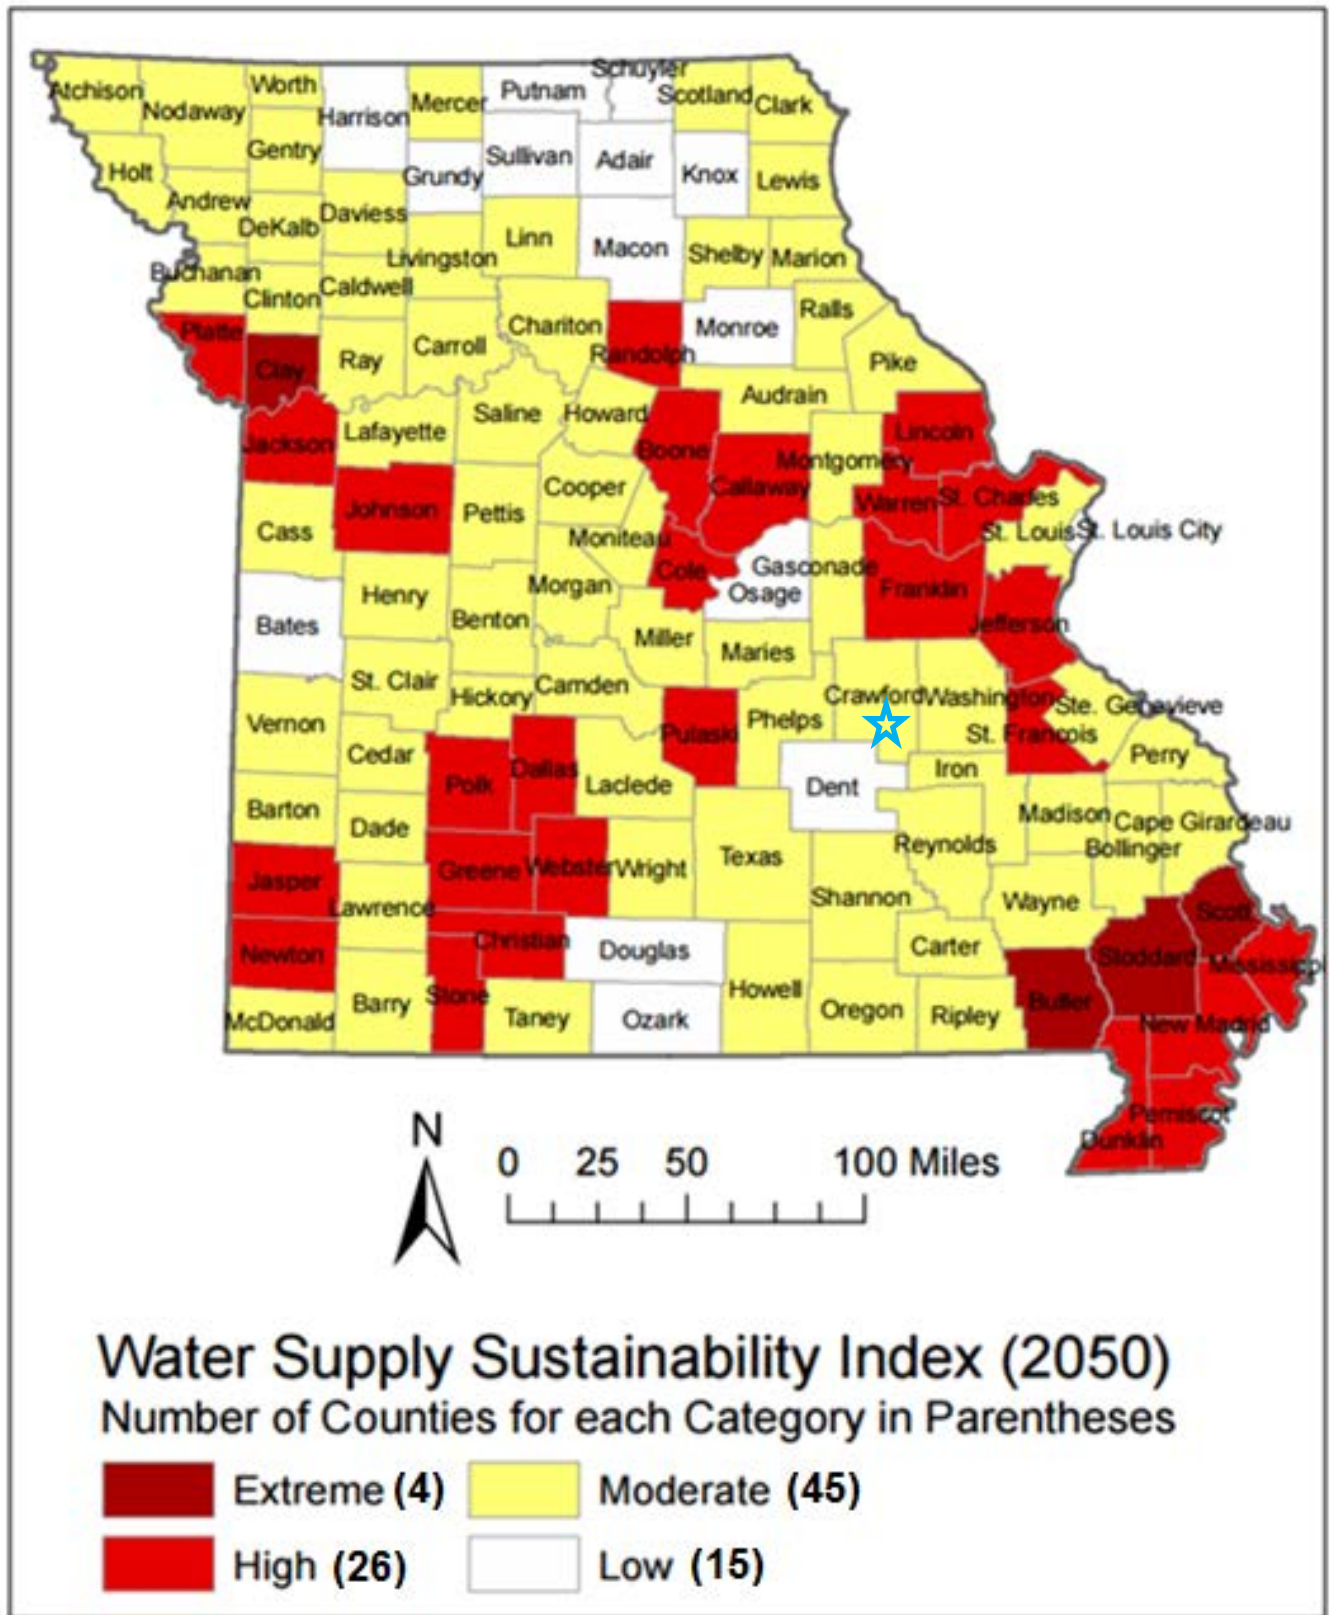 Schuyler
Atchison Worth Putnam
Nodaway Harrison Mercer Scotland Clark
Gentry Sullivan Adair
Holt Grundy Knox Lewis
Andrew Daviess
DeKalb Linn
Livingston Macon Shelby Marion
Buchanan Caldwell
Clinton
Chariton Monroe Ralls
Platte Carroll Randolph
Clay Ray Pike
Audrain
Saline Howard
Jackson Lafayette Lincoln
Boone Montgomery
Cooper Callaway
Johnson Pettis Warren St. Charles
Cass Moniteau St. Louis St. Louis City
Gasconade
Morgan Cole
Henry Osage Franklin
Bates Benton Jefferson
Miller Maries
St. Clair Camden
Hickory Crawford Washington Ste. Genevieve
Vernon Pulaski Phelps St. Francois
Cedar Perry
Polk Dallas Laclede Dent Iron
Barton Madison
Dade Cape Girardeau
Reynolds Bollinger
Jasper Greene Webster Wright Texas
Lawrence Shannon Wayne
Scott
Newton Christian Douglas Carter
Stoddard Mississippi
Stone Howell
McDonald Barry Taney Ozark Oregon Ripley Butler
New Madrid
Pemiscot
Dunklin
N
0 25 50 100 Miles
Water Supply Sustainability Index (2050)
Number of Counties for each Category in Parentheses
Extreme (4) Moderate (45)
High (26) Low (15)